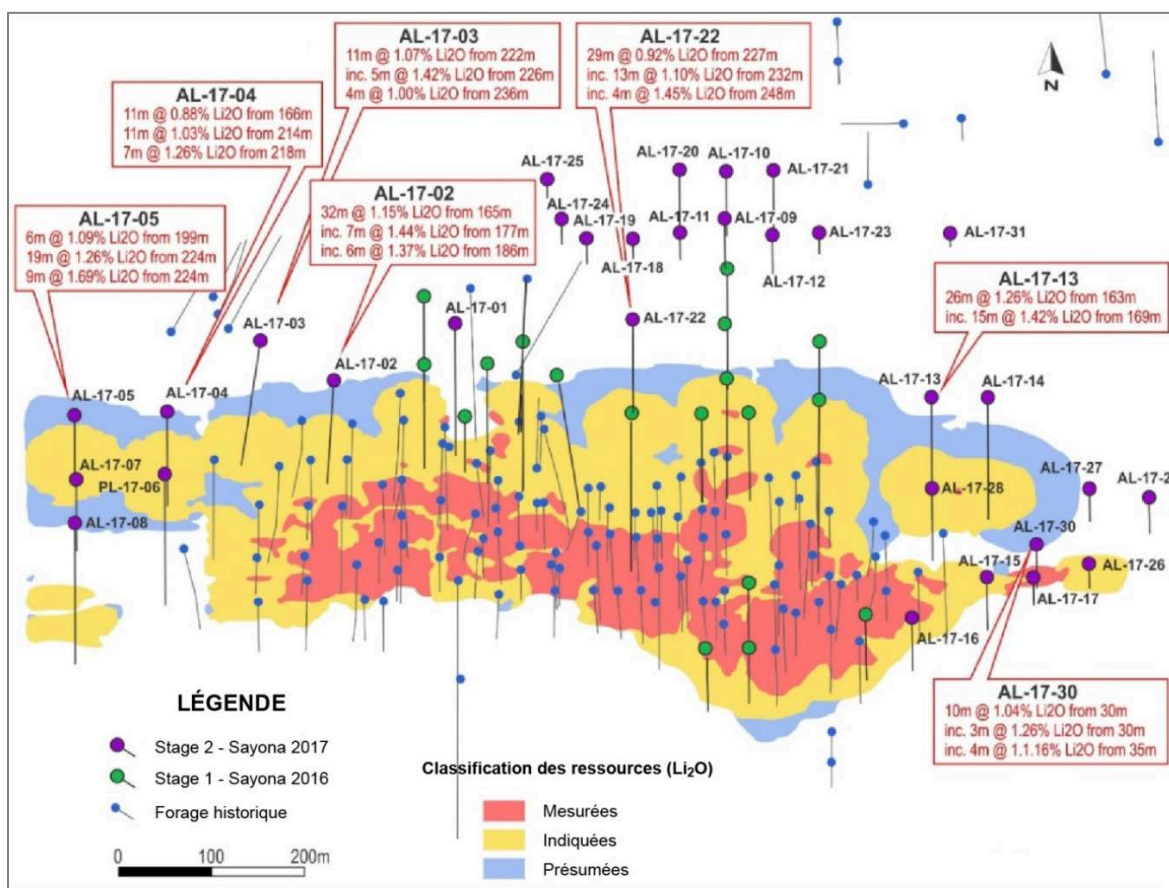 AL-17-03
11m @ 1.07% Li2O from 222m
inc. 5m @ 1.42% Li2O from 226m
4m @ 1.00% Li2O from 236m
AL-17-22
29m @ 0.92% Li2O from 227m
inc. 13m @ 1.10% Li2O from 232m
inc. 4m @ 1.45% Li2O from 248m
N
AL-17-04
11m @ 0.88% Li2O from 166m
11m @ 1.03% Li2O from 214m
7m @ 1.26% Li2O from 218m
AL-17-02
32m @ 1.15% Li2O from 165m
inc. 7m @ 1.44% Li2O from 177m
inc. 6m @ 1.37% Li2O from 186m
AL-17-05
6m @ 1.09% Li2O from 199m
19m @ 1.26% Li2O from 224m
9m @ 1.69% Li2O from 224m
AL-17-25
AL-17-20
AL-17-10
AL-17-21
AL-17-24
AL-17-19
AL-17-11
AL-17-09
AL-17-23
AL-17-31
AL-17-18
AL-17-12
AL-17-13
26m @ 1.26% Li2O from 163m
inc. 15m @ 1.42% Li2O from 169m
AL-17-03
AL-17-01
AL-17-22
AL-17-02
AL-17-13
AL-17-14
AL-17-05
AL-17-04
AL-17-07
PL-17-06
AL-17-08
AL-17-28
AL-17-27
AL-17-2
AL-17-30
AL-17-15
AL-17-26
AL-17-17
AL-17-16
AL-17-30
10m @ 1.04% Li2O from 30m
inc. 3m @ 1.26% Li2O from 30m
inc. 4m @ 1.1.16% Li2O from 35m
LÉGENDE
Stage 2 - Sayona 2017
Stage 1 - Sayona 2016
Forage historique
0 100 200m
Classification des ressources (Li₂O)
Mesurées
Indiquées
Présumées